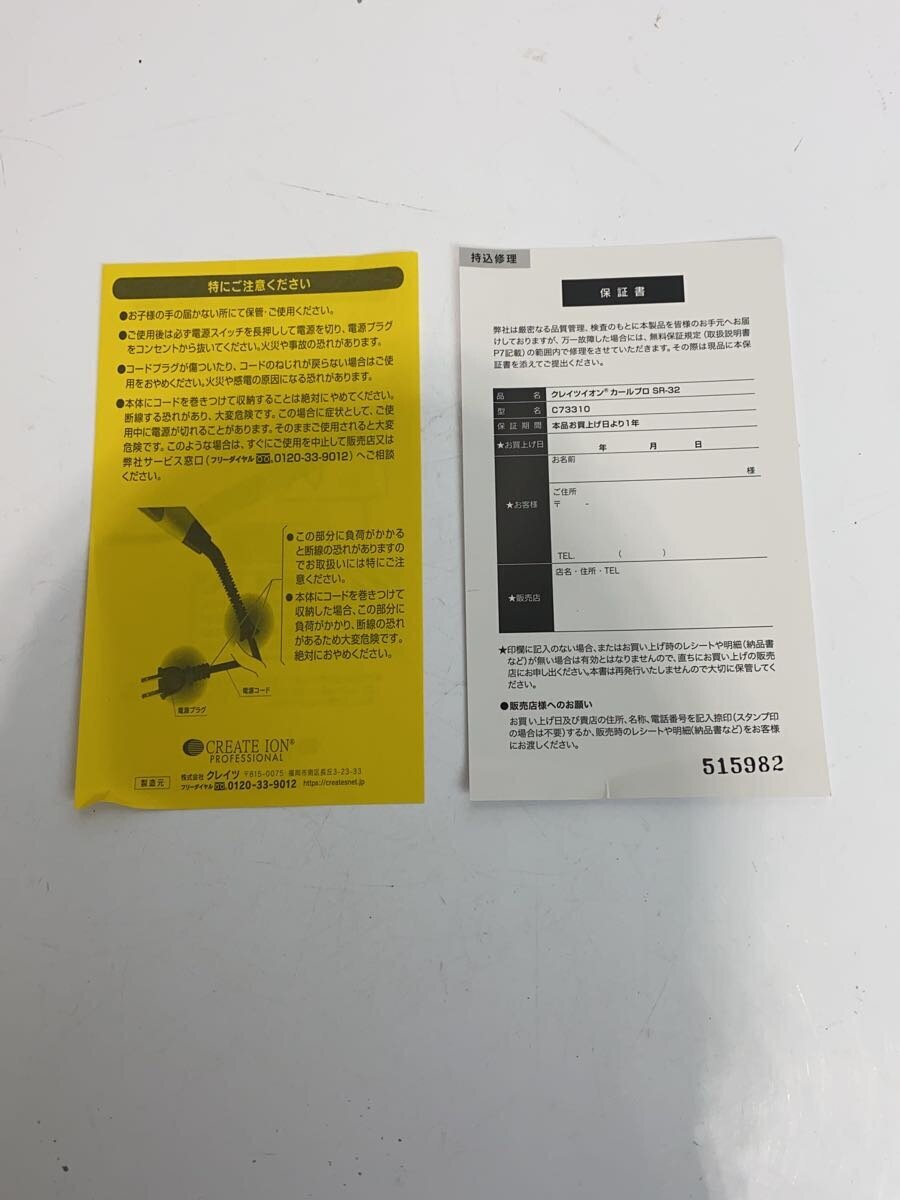 特にご注意ください
●お子様の手の届かない所にて保管・ご使用ください。
●ご使用後は必ず電源スイッチを長押しして電源を切り、電源プラグ
をコンセントから抜いてください。火災や事故の恐れがあります。
●コードプラグが傷ついたり、コードのねじれが戻らない場合はご使
用をおやめください。火災や感電の原因になる恐れがあります。
●本体にコードを巻きつけて収納することは絶対にやめてください。
断線する恐れがあり、大変危険です。この場合に症状として、ご使
用中に電源が切れることがあります。そのままご使用されると大変
危険です。このような場合は、すぐにご使用を中止して販売店又は
弊社サービス窓口(フリーダイヤル 0120-33-9012)へご相談
ください。
●この部分に負荷がかかる
と断線の恐れがありますの
でお取扱いには特にご注
意ください。
●本体にコードを巻きつけて
収納した場合、この部分に
負荷がかかり、断線の恐れ
があるため大変危険です。
絶対におやめください。
電源コード
電源プラグ
CREATE ION®
PROFESSIONAL
製造元
株式会社 クレイツ 〒815-0075 福岡市南区長丘3-23-33
フリーダイヤル 0120-33-9012 https://createsnet.jp
持込修理
保証書
弊社は厳密なる品質管理、検査のもとに本製品を皆様のお手元へお届
けしておりますが、万一故障した場合には、無料保証規定(取扱説明書
P7記載)の範囲内で修理をさせていただきます。その際は現品に本保
証書を添えてご提出ください。
品名 クレイツイオン® カールプロ SR-32
型名 C73310
保証期間 本品お買上げ日より1年
★お買上げ日 年 月 日
★お客様
お名前
様
ご住所
〒 -
TEL. ( )
★販売店
店名・住所・TEL
★印欄に記入のない場合、またはお買い上げ時のレシートや明細(納品書
など)が無い場合は有効とはなりませんので、直ちにお買い上げの販売
店にお申し出ください。本書は再発行いたしませんので大切に保管してく
ださい。
●販売店様へのお願い
お買い上げ日及び貴店の住所、名称、電話番号を記入捺印(スタンプ印
の場合は不要)するか、販売時のレシートや明細(納品書など)をお客様
にお渡しください。
515982